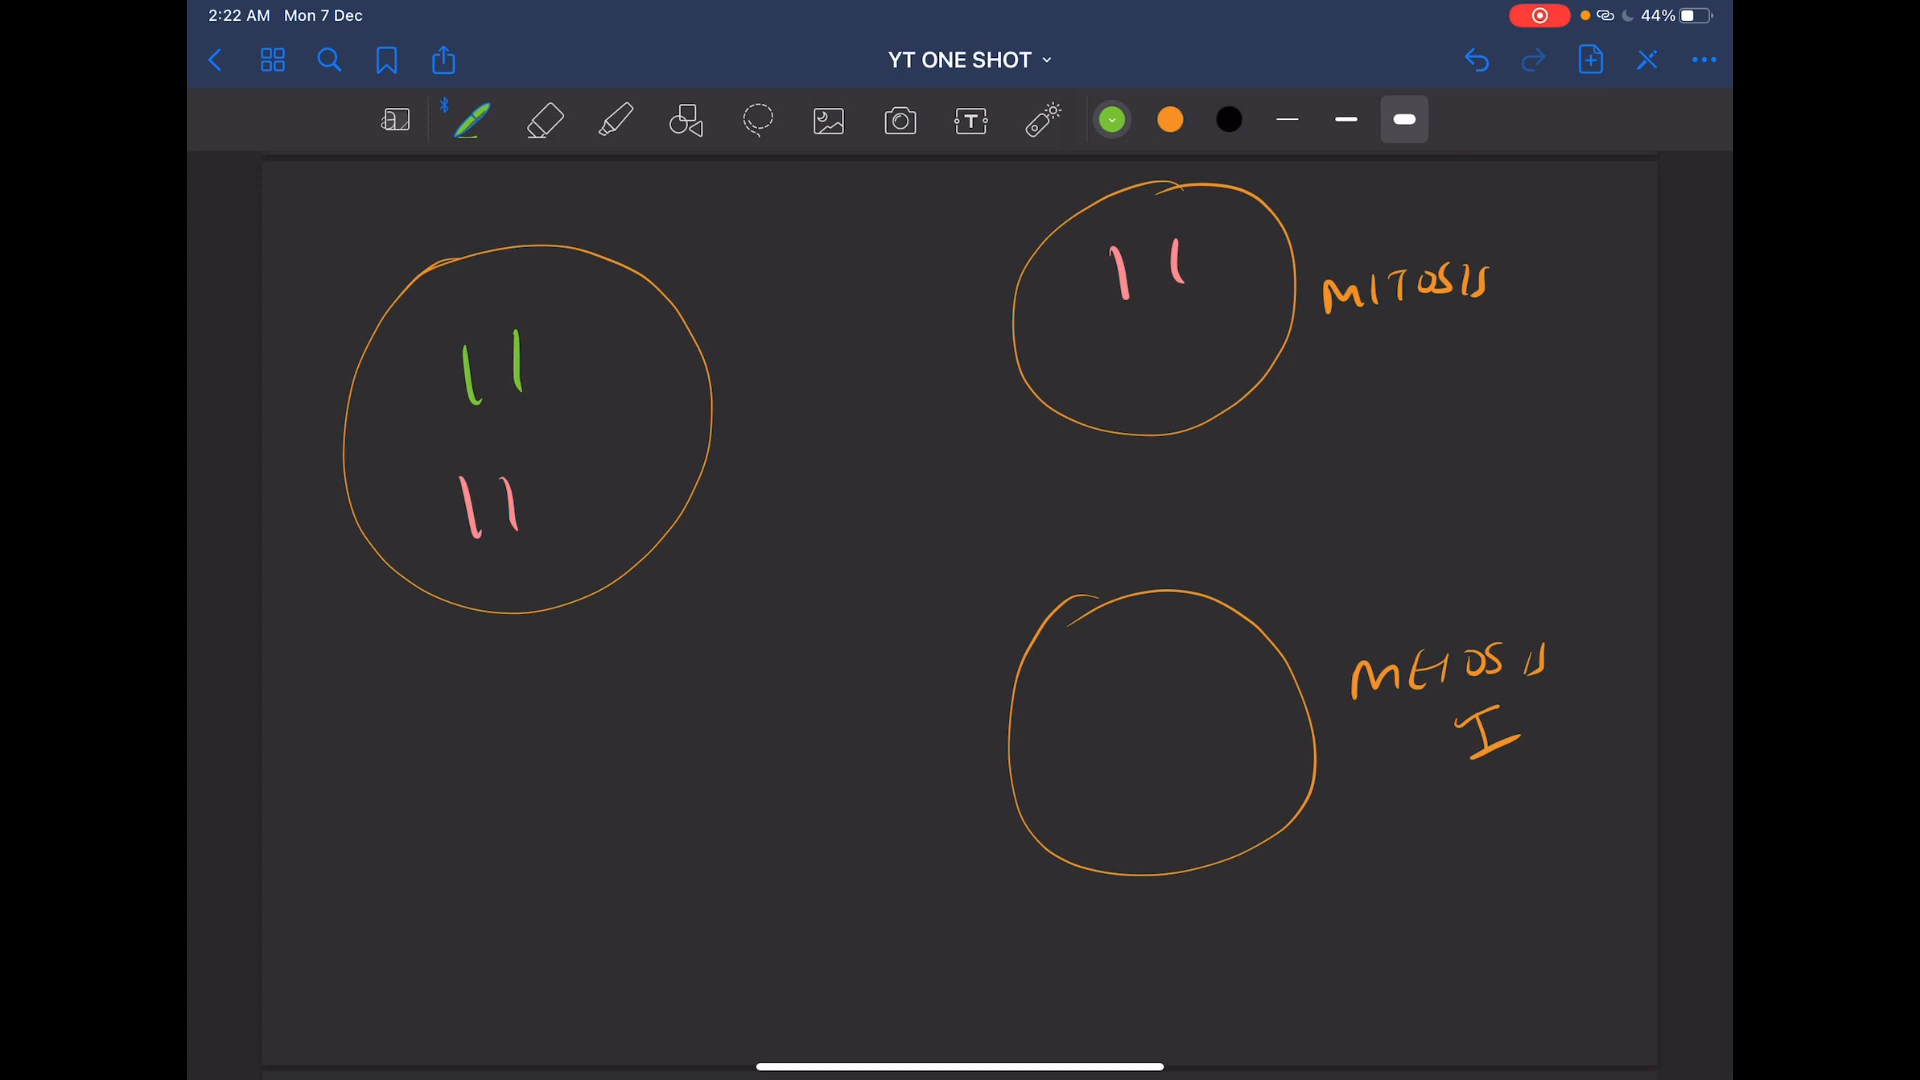 2:22 AM Mon 7 Dec
44%
YT ONE SHOT
T
MITOSIS
MEIOSIS
I